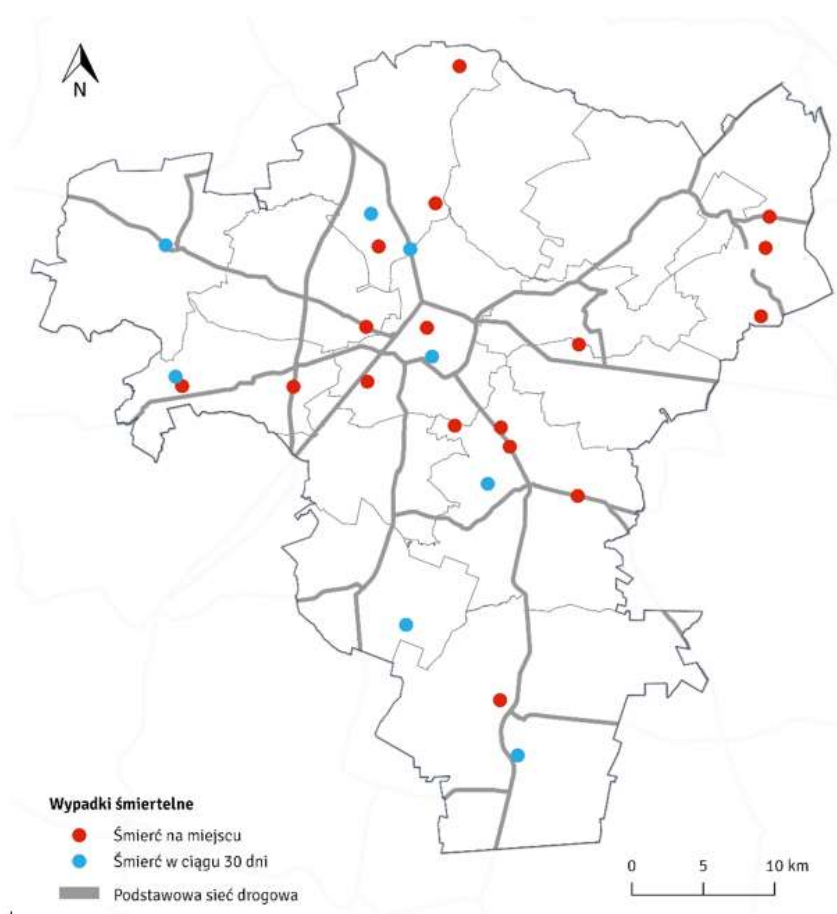 N
Wypadki śmiertelne
Śmierć na miejscu
Śmierć w ciągu 30 dni
Podstawowa sieć drogowa
0 5 10 km